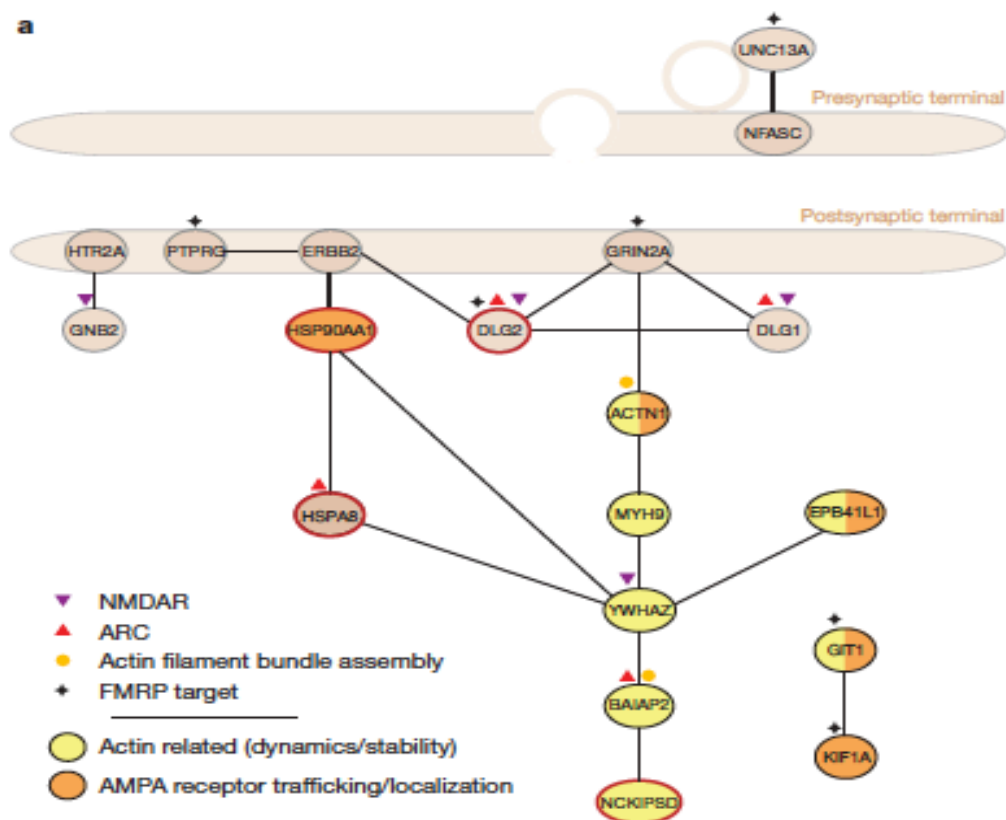 a
UNC13A
Presynaptic terminal
NFASC
Postsynaptic terminal
HTR2A
PTPRG
ERBB2
GRIN2A
GNB2
HSP90AA1
DLG2
DLG1
ACTN1
HSPA8
MYH9
EPB41L1
YWHAZ
NMDAR
ARC
Actin filament bundle assembly
FMRP target
GIT1
BAIAP2
Actin related (dynamics/stability)
KIF1A
AMPA receptor trafficking/localization
NCKIPSD